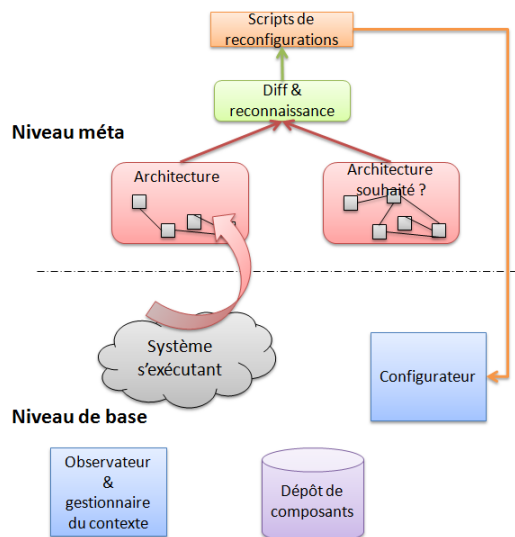 Scripts de
reconfigurations
Diff &
reconnaissance
Niveau méta
Architecture
Architecture
souhaité ?
Système
s'exécutant
Configurateur
Niveau de base
Observateur
&
gestionnaire
du contexte
Dépôt de
composants